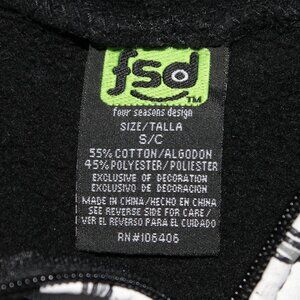 fsd
TM
four seasons design
SIZE/TALLA
S/C
55% COTTON/ALGODON
45% POLYESTER/POLIESTER
EXCLUSIVE OF DECORATION
EXCLUSIVO DE DECORACION
MADE IN CHINA/HECHO EN CHINA
SEE REVERSE SIDE FOR CARE/
VER EL REVERSO PARA EL CUIDADO
RN#106406